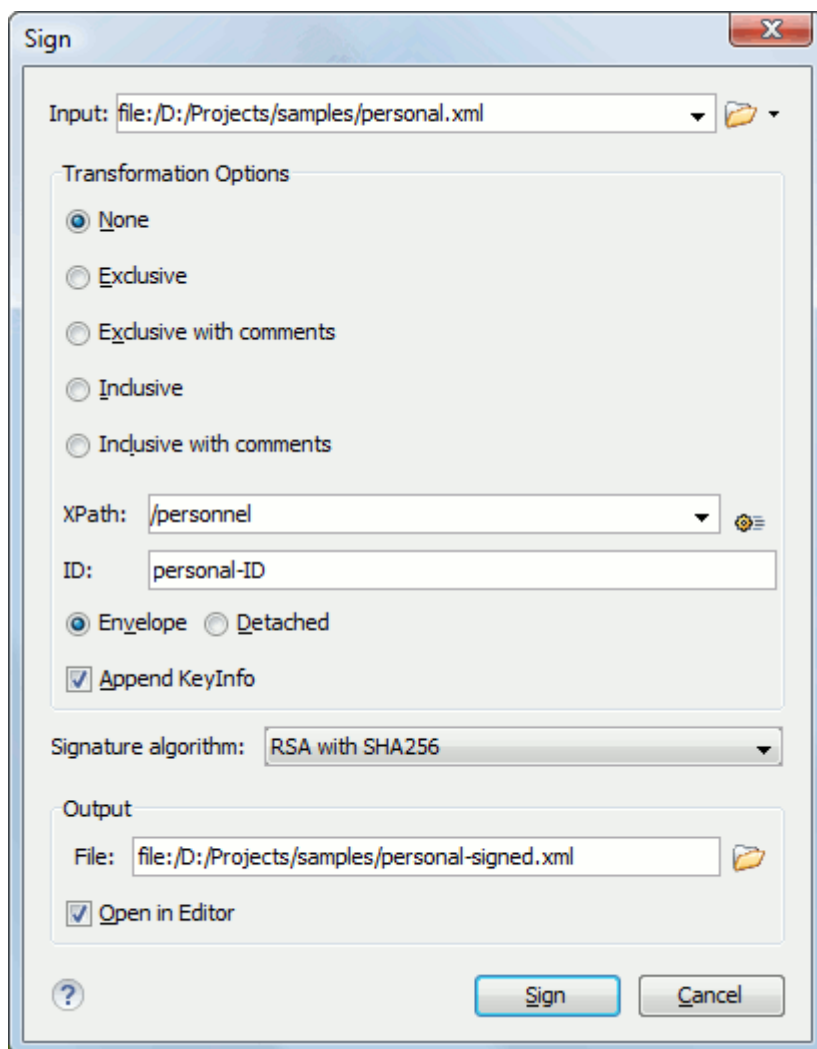 Sign
Input: file:/D:/Projects/samples/personal.xml
Transformation Options
None
Exclusive
Exclusive with comments
Inclusive
Inclusive with comments
XPath: /personnel
ID: personal-ID
Envelope Detached
Append KeyInfo
Signature algorithm: RSA with SHA256
Output
File: file:/D:/Projects/samples/personal-signed.xml
Open in Editor
? Sign Cancel